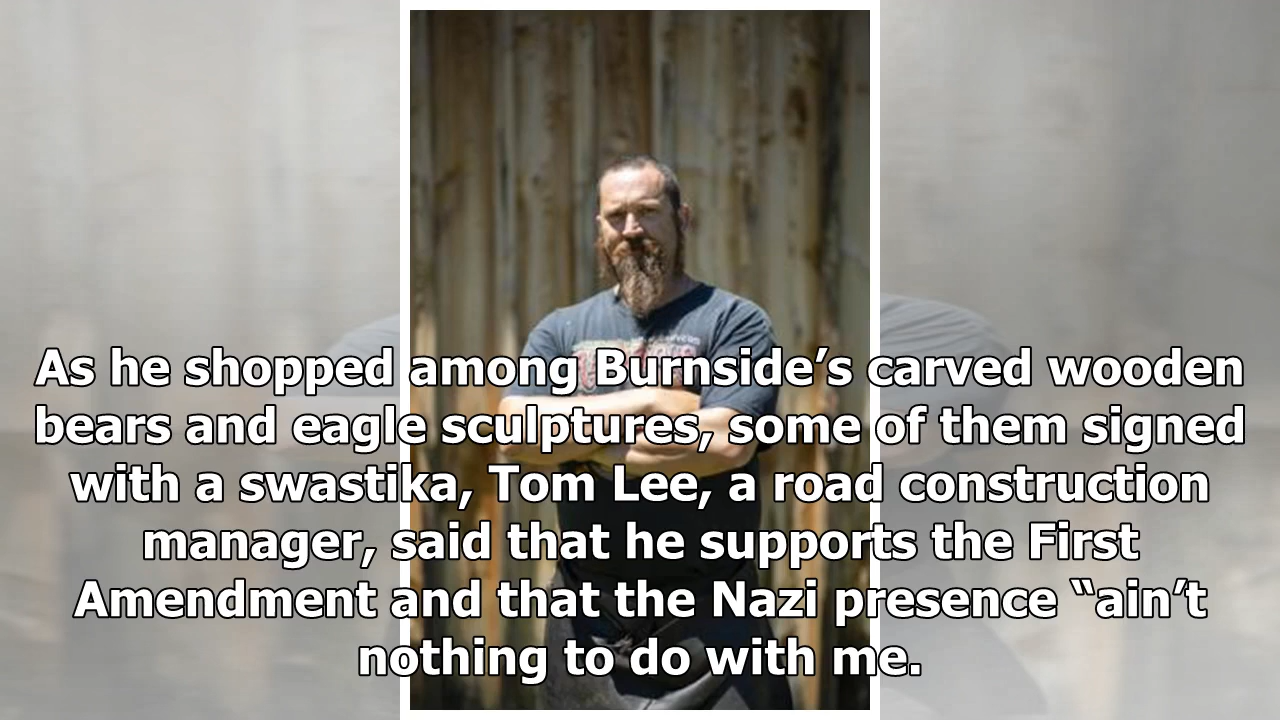 As he shopped among Burnside’s carved wooden
bears and eagle sculptures, some of them signed
with a swastika, Tom Lee, a road construction
manager, said that he supports the First
Amendment and that the Nazi presence “ain’t
nothing to do with me.